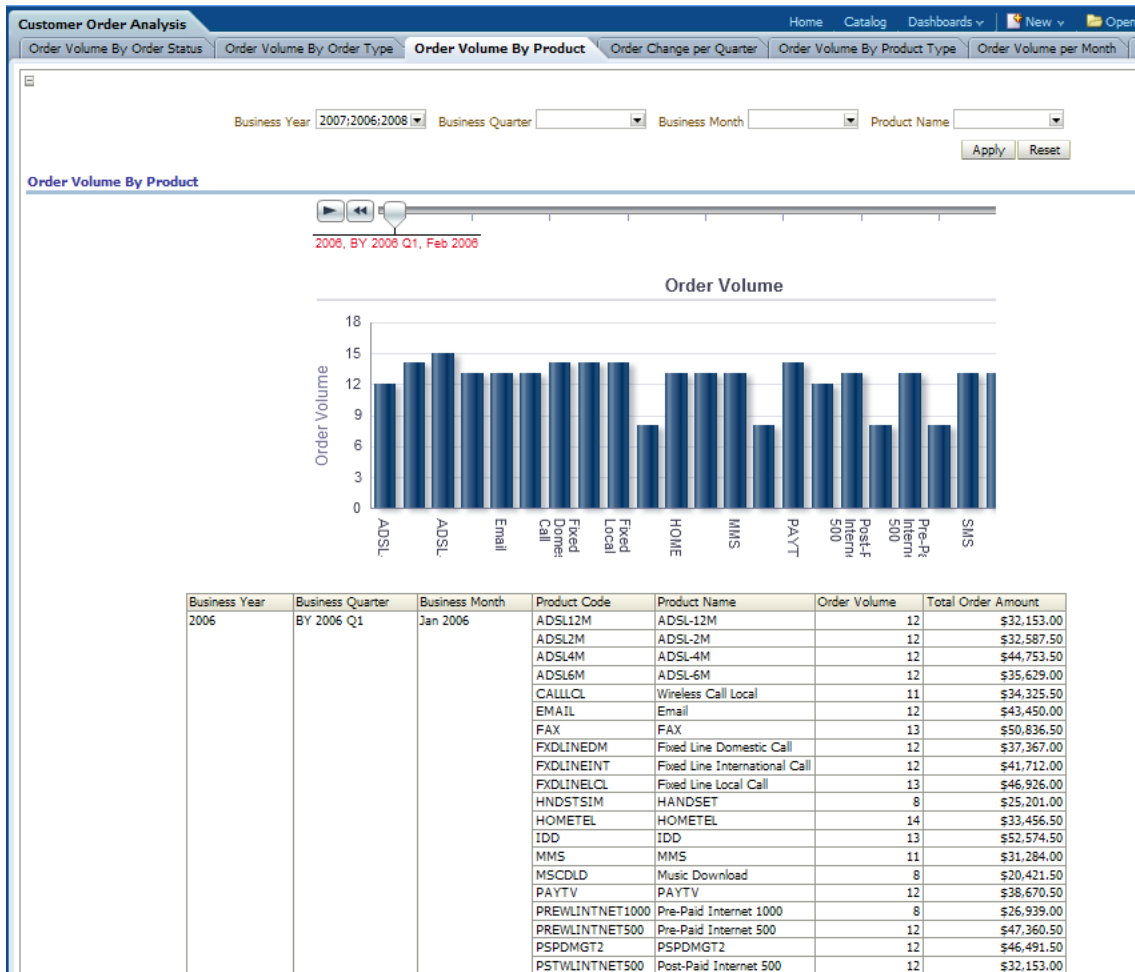 Customer Order Analysis
Home Catalog Dashboards New Open
Order Volume By Order Status Order Volume By Order Type Order Volume By Product Order Change per Quarter Order Volume By Product Type Order Volume per Month
Business Year 2007;2006;2008 Business Quarter Business Month Product Name
Apply Reset
Order Volume By Product
2006, BY 2006 Q1, Feb 2006
Order Volume
Order Volume
18
15
12
9
6
3
0
ADSL-
ADSL-
Email
Fixed
Domes
Call
Fixed
Local
HOME
MMS
PAYT
Post-P
Interne
500
Pre-Pa
Interne
500
SMS
Business Year Business Quarter Business Month Product Code Product Name Order Volume Total Order Amount
2006 BY 2006 Q1 Jan 2006 ADSL12M ADSL-12M 12 $32,153.00
ADSL2M ADSL-2M 12 $32,587.50
ADSL4M ADSL-4M 12 $44,753.50
ADSL6M ADSL-6M 12 $35,629.00
CALLLCL Wireless Call Local 11 $34,325.50
EMAIL Email 12 $43,450.00
FAX FAX 13 $50,836.50
FXDLINEDM Fixed Line Domestic Call 12 $37,367.00
FXDLINEINT Fixed Line International Call 12 $41,712.00
FXDLINELCL Fixed Line Local Call 13 $46,926.00
HNDSTSIM HANDSET 8 $25,201.00
HOMETEL HOMETEL 14 $33,456.50
IDD IDD 13 $52,574.50
MMS MMS 11 $31,284.00
MSCDLD Music Download 8 $20,421.50
PAYTV PAYTV 12 $38,670.50
PREWLINTNET1000 Pre-Paid Internet 1000 8 $26,939.00
PREWLINTNET500 Pre-Paid Internet 500 12 $47,360.50
PSPDMGT2 PSPDMGT2 12 $46,491.50
PSTWLINTNET500 Post-Paid Internet 500 12 $32,153.00